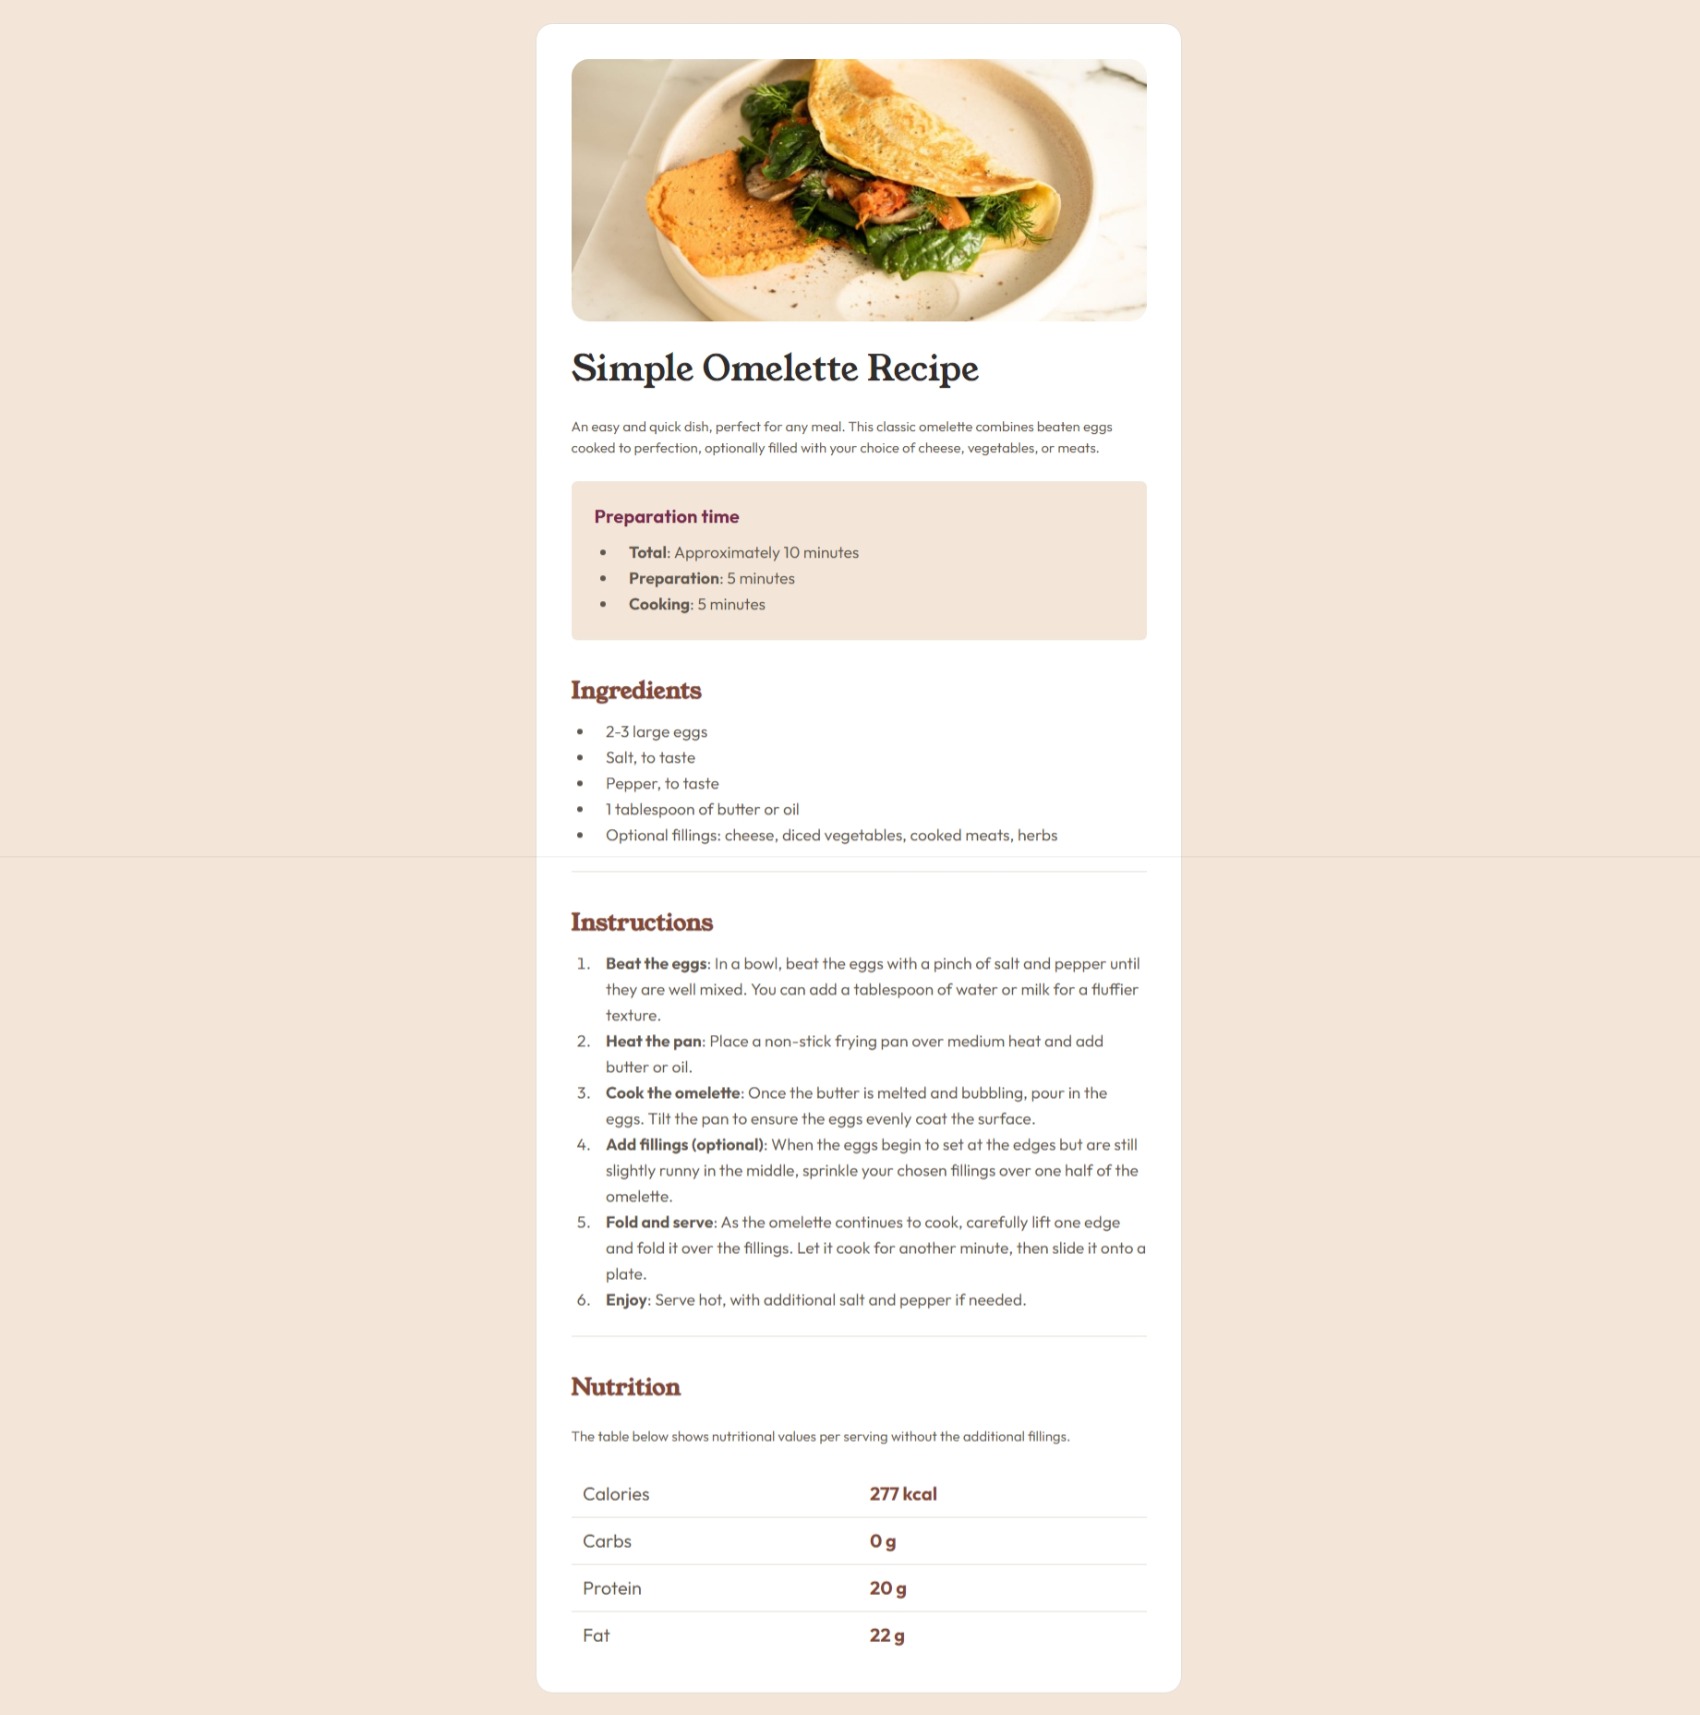 Simple Omelette Recipe
An easy and quick dish, perfect for any meal. This classic omelette combines beaten eggs
cooked to perfection, optionally filled with your choice of cheese, vegetables, or meats.
Preparation time
• Total: Approximately 10 minutes
• Preparation: 5 minutes
• Cooking: 5 minutes
Ingredients
• 2-3 large eggs
• Salt, to taste
• Pepper, to taste
• 1 tablespoon of butter or oil
• Optional fillings: cheese, diced vegetables, cooked meats, herbs
Instructions
1. Beat the eggs: In a bowl, beat the eggs with a pinch of salt and pepper until
they are well mixed. You can add a tablespoon of water or milk for a fluffier
texture.
2. Heat the pan: Place a non-stick frying pan over medium heat and add
butter or oil.
3. Cook the omelette: Once the butter is melted and bubbling, pour in the
eggs. Tilt the pan to ensure the eggs evenly coat the surface.
4. Add fillings (optional): When the eggs begin to set at the edges but are still
slightly runny in the middle, sprinkle your chosen fillings over one half of the
omelette.
5. Fold and serve: As the omelette continues to cook, carefully lift one edge
and fold it over the fillings. Let it cook for another minute, then slide it onto a
plate.
6. Enjoy: Serve hot, with additional salt and pepper if needed.
Nutrition
The table below shows nutritional values per serving without the additional fillings.
Calories 277 kcal
Carbs 0 g
Protein 20 g
Fat 22 g